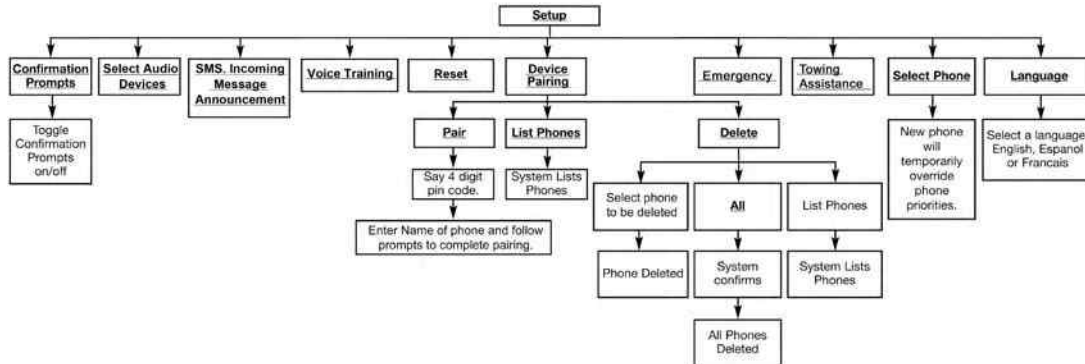 Setup
Confirmation
Prompts
Select Audio
Devices
SMS, Incoming
Message
Announcement
Voice Training
Reset
Device
Pairing
Emergency
Towing
Assistance
Select Phone
Language
Toggle
Confirmation
Prompts
on/off
Pair
List Phones
Delete
New phone
will
temporarily
override
phone
priorities.
Select a language
English, Espanol
or Francais
Say 4 digit
pin code.
System Lists
Phones
Select phone
to be deleted
All
List Phones
Enter Name of phone and follow
prompts to complete pairing.
Phone Deleted
System
confirms
System Lists
Phones
All Phones
Deleted